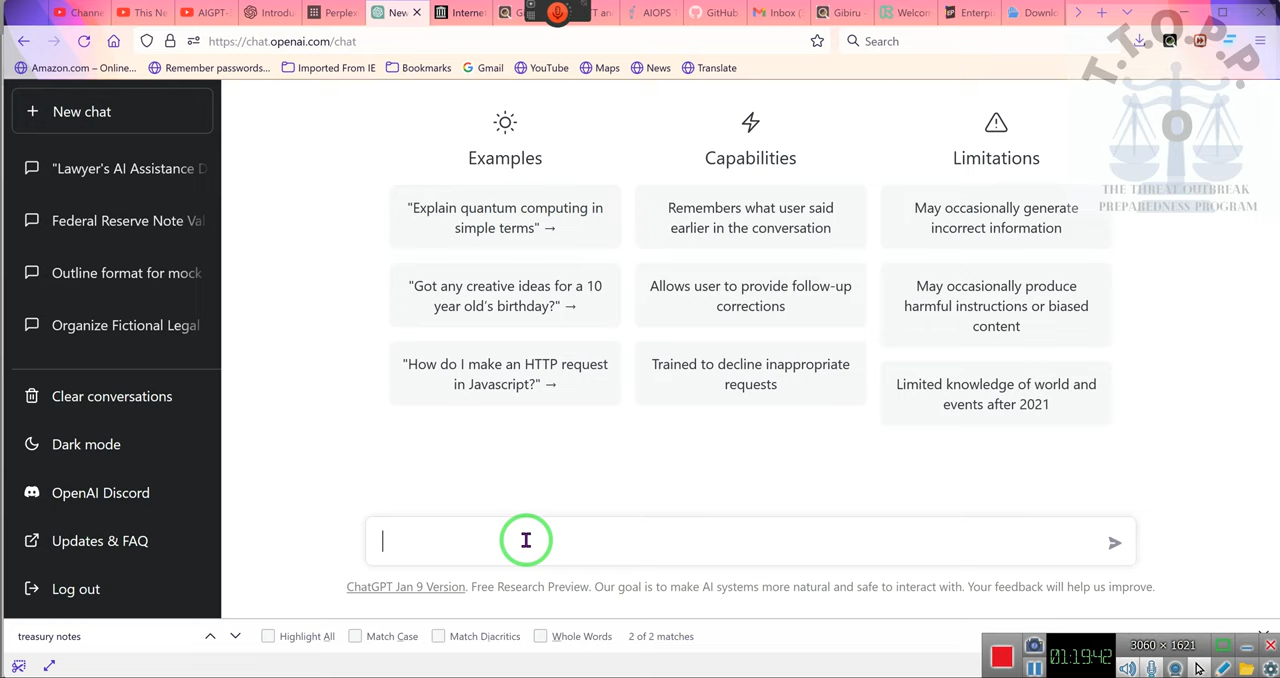 Channe
This Ne
AIGPT-
Introdu
Perplex
New
Internet
G
T and
AIOPS T
GitHub
Inbox (
Gibiru -
Welcom
Enterpi
Downlo
https://chat.openai.com/chat
Search
Amazon.com – Online...
Remember passwords...
Imported From IE
Bookmarks
Gmail
YouTube
Maps
News
Translate
T.T.O.P.P.
THE THREAT OUTBREAK
PREPAREDNESS PROGRAM
New chat
"Lawyer's AI Assistance D
Federal Reserve Note Val
Outline format for mock
Organize Fictional Legal
Clear conversations
Dark mode
OpenAI Discord
Updates & FAQ
Log out
Examples
"Explain quantum computing in
simple terms" →
"Got any creative ideas for a 10
year old's birthday?" →
"How do I make an HTTP request
in Javascript?" →
Capabilities
Remembers what user said
earlier in the conversation
Allows user to provide follow-up
corrections
Trained to decline inappropriate
requests
Limitations
May occasionally generate
incorrect information
May occasionally produce
harmful instructions or biased
content
Limited knowledge of world and
events after 2021
ChatGPT Jan 9 Version. Free Research Preview. Our goal is to make AI systems more natural and safe to interact with. Your feedback will help us improve.
treasury notes
Highlight All
Match Case
Match Diacritics
Whole Words
2 of 2 matches
01:19:42
3060 × 1621